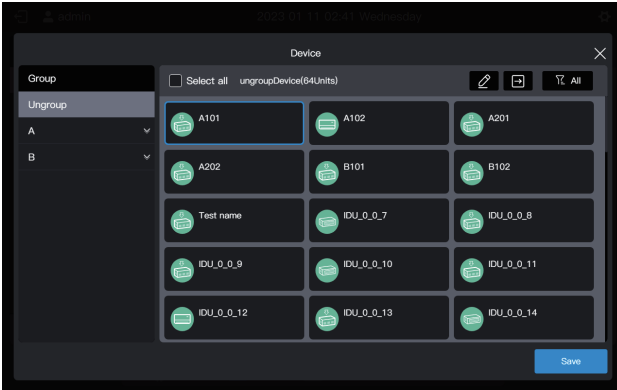 admin 2023 01 11 02:41 Wednesday
Device
Group
Select all ungroupDevice(64Units) All
Ungroup
A
B
A101 A102 A201
A202 B101 B102
Test name IDU_0_0_7 IDU_0_0_8
IDU_0_0_9 IDU_0_0_10 IDU_0_0_11
IDU_0_0_12 IDU_0_0_13 IDU_0_0_14
Save